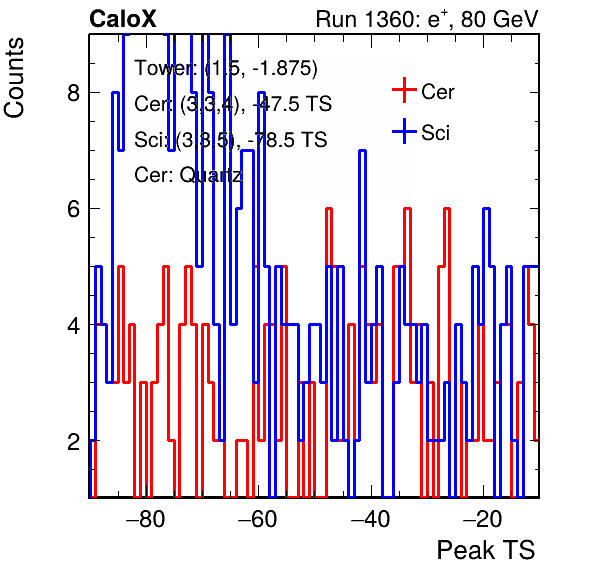 CaloX Run 1360: e⁺, 80 GeV
Counts
Tower: (1.5, -1.875)
Cer: (3,3,4), -47.5 TS
Sci: (3,3,5), -78.5 TS
Cer: Quartz
Cer
Sci
8
6
4
2
−80 −60 −40 −20
Peak TS